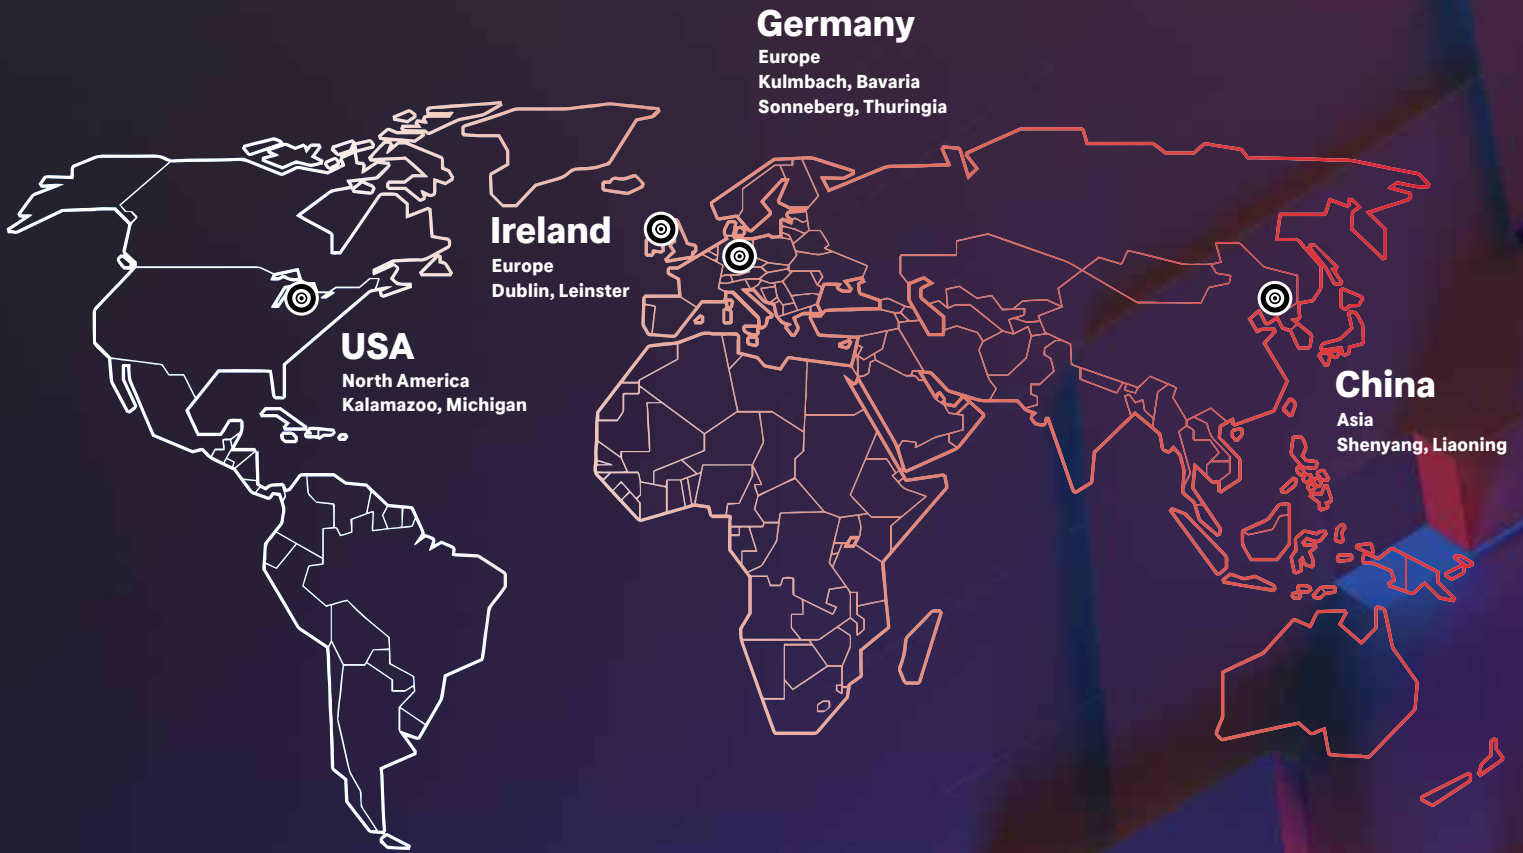 Germany
Europe
Kulmbach, Bavaria
Sonneberg, Thuringia
Ireland
Europe
Dublin, Leinster
USA
North America
Kalamazoo, Michigan
China
Asia
Shenyang, Liaoning